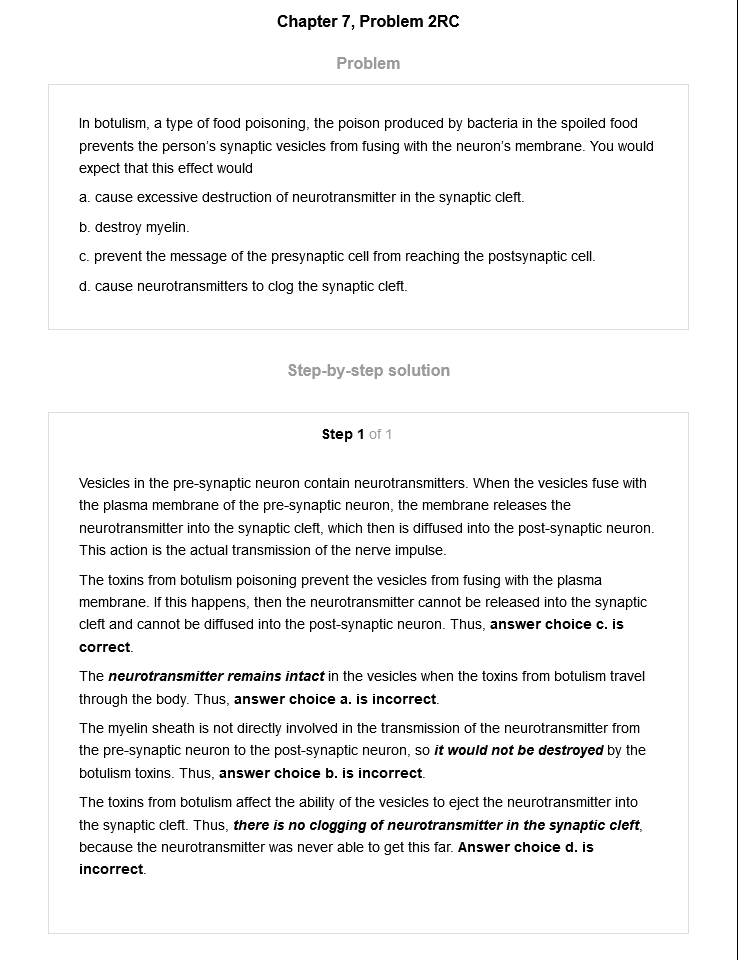 Chapter 7, Problem 2RC
Problem
In botulism, a type of food poisoning, the poison produced by bacteria in the spoiled food
prevents the person's synaptic vesicles from fusing with the neuron's membrane. You would
expect that this effect would
a. cause excessive destruction of neurotransmitter in the synaptic cleft.
b. destroy myelin.
c. prevent the message of the presynaptic cell from reaching the postsynaptic cell.
d. cause neurotransmitters to clog the synaptic cleft.
Step-by-step solution
Step 1 of 1
Vesicles in the pre-synaptic neuron contain neurotransmitters. When the vesicles fuse with
the plasma membrane of the pre-synaptic neuron, the membrane releases the
neurotransmitter into the synaptic cleft, which then is diffused into the post-synaptic neuron.
This action is the actual transmission of the nerve impulse.
The toxins from botulism poisoning prevent the vesicles from fusing with the plasma
membrane. If this happens, then the neurotransmitter cannot be released into the synaptic
cleft and cannot be diffused into the post-synaptic neuron. Thus, answer choice c. is
correct.
The neurotransmitter remains intact in the vesicles when the toxins from botulism travel
through the body. Thus, answer choice a. is incorrect.
The myelin sheath is not directly involved in the transmission of the neurotransmitter from
the pre-synaptic neuron to the post-synaptic neuron, so it would not be destroyed by the
botulism toxins. Thus, answer choice b. is incorrect.
The toxins from botulism affect the ability of the vesicles to eject the neurotransmitter into
the synaptic cleft. Thus, there is no clogging of neurotransmitter in the synaptic cleft,
because the neurotransmitter was never able to get this far. Answer choice d. is
incorrect.